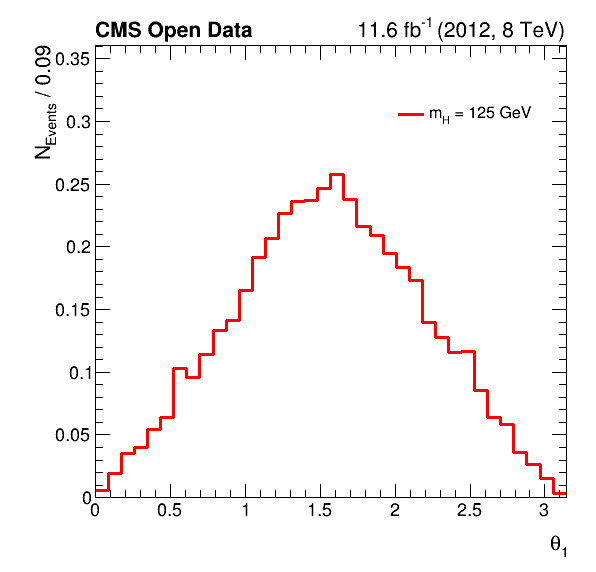 CMS Open Data 11.6 fb⁻¹ (2012, 8 TeV)
N_Events / 0.09
m_H = 125 GeV
0.35
0.3
0.25
0.2
0.15
0.1
0.05
0
0 0.5 1 1.5 2 2.5 3
θ₁